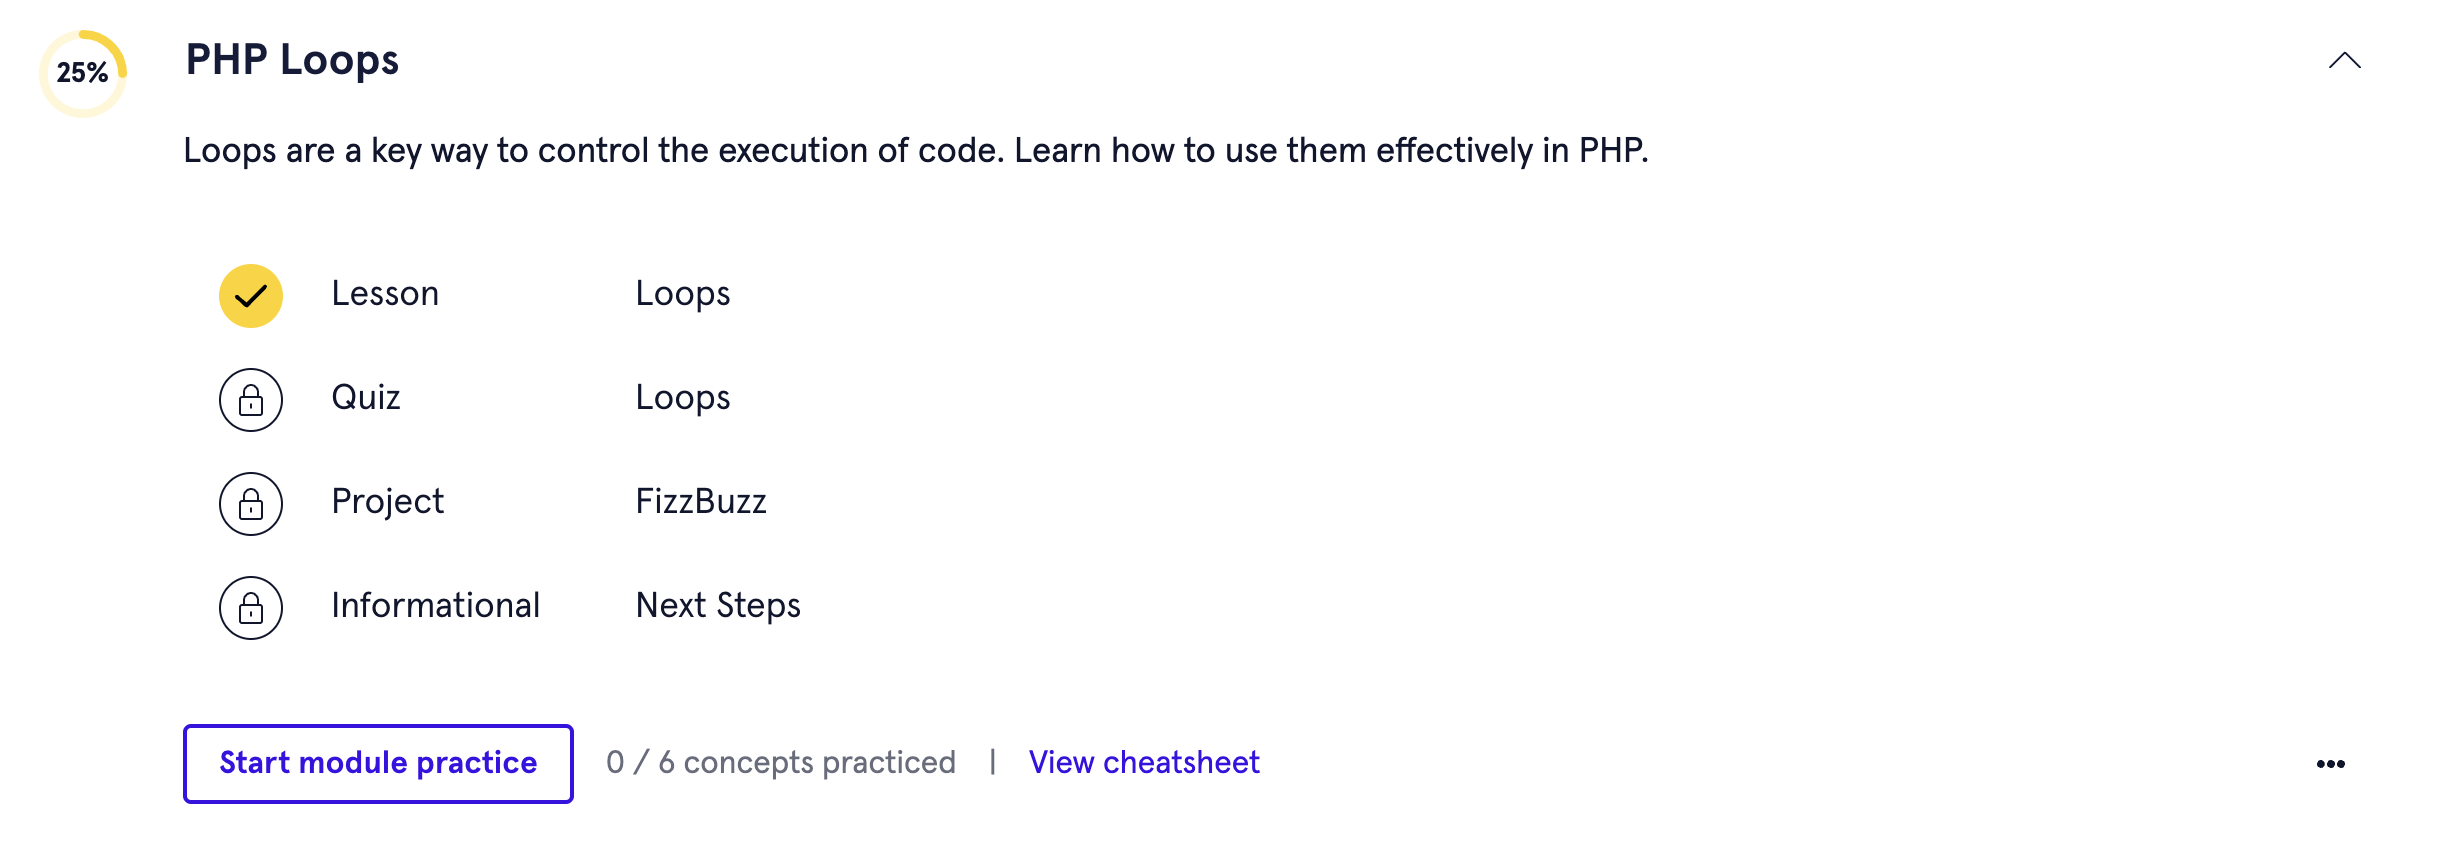 25% PHP Loops
Loops are a key way to control the execution of code. Learn how to use them effectively in PHP.
Lesson Loops
Quiz Loops
Project FizzBuzz
Informational Next Steps
Start module practice 0 / 6 concepts practiced | View cheatsheet